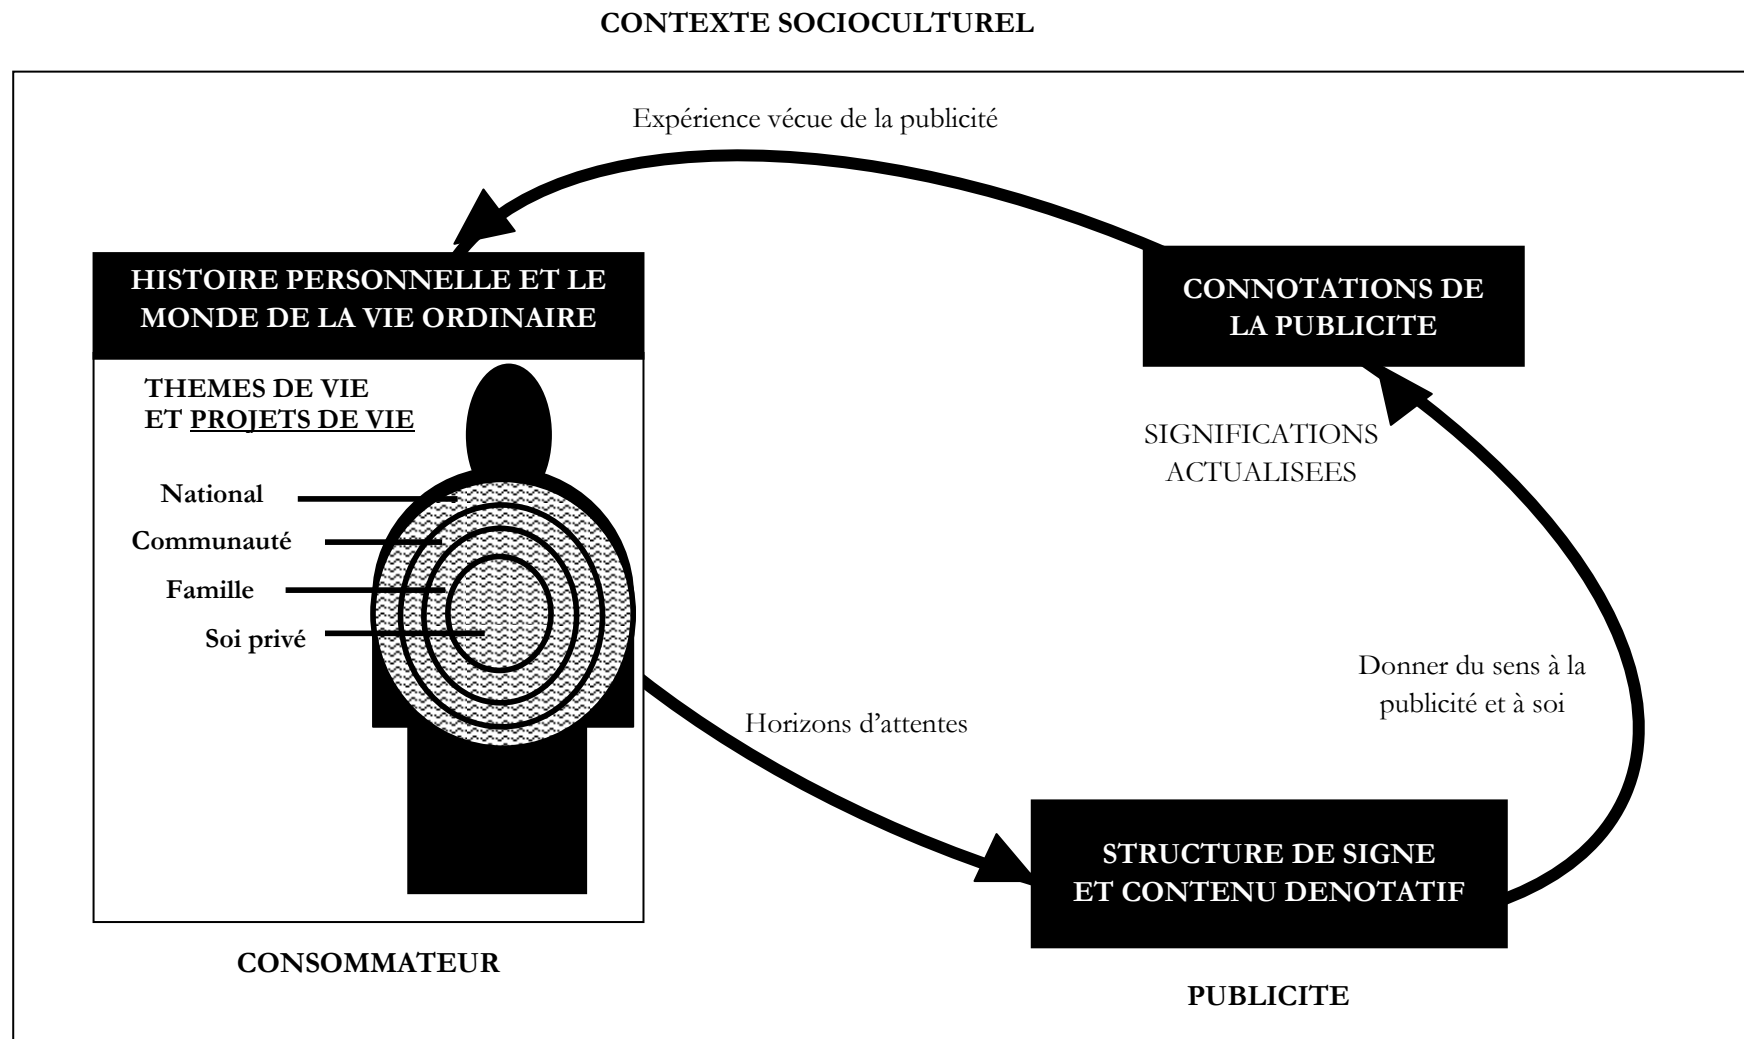 CONTEXTE SOCIOCULTUREL
Expérience vécue de la publicité
HISTOIRE PERSONNELLE ET LE
MONDE DE LA VIE ORDINAIRE
CONNOTATIONS DE
LA PUBLICITE
THEMES DE VIE
ET PROJETS DE VIE
SIGNIFICATIONS
ACTUALISEES
National
Communauté
Famille
Soi privé
Donner du sens à la
publicité et à soi
Horizons d’attentes
STRUCTURE DE SIGNE
ET CONTENU DENOTATIF
CONSOMMATEUR
PUBLICITE